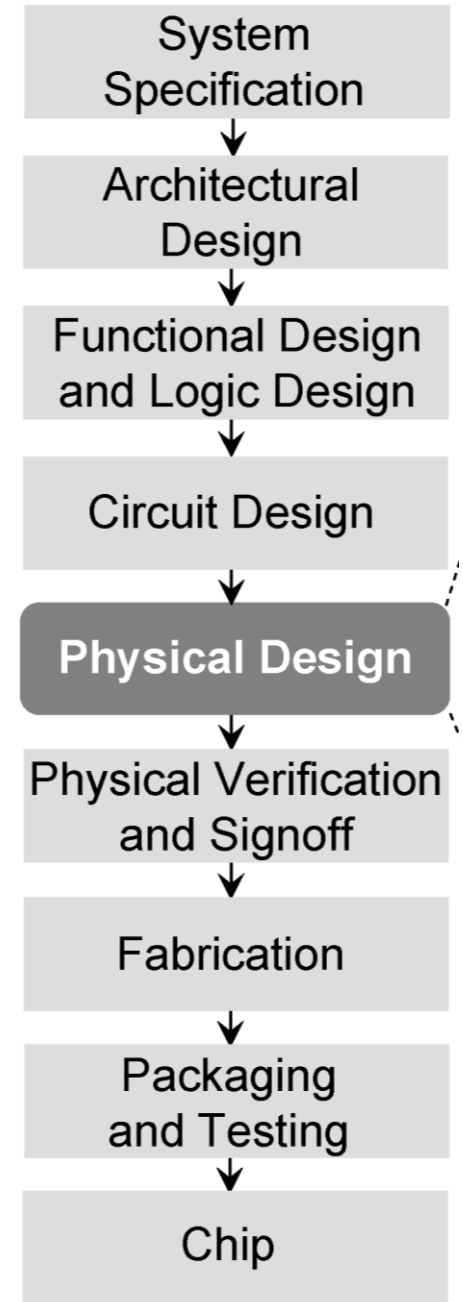 System
Specification
Architectural
Design
Functional Design
and Logic Design
Circuit Design
Physical Design
Physical Verification
and Signoff
Fabrication
Packaging
and Testing
Chip